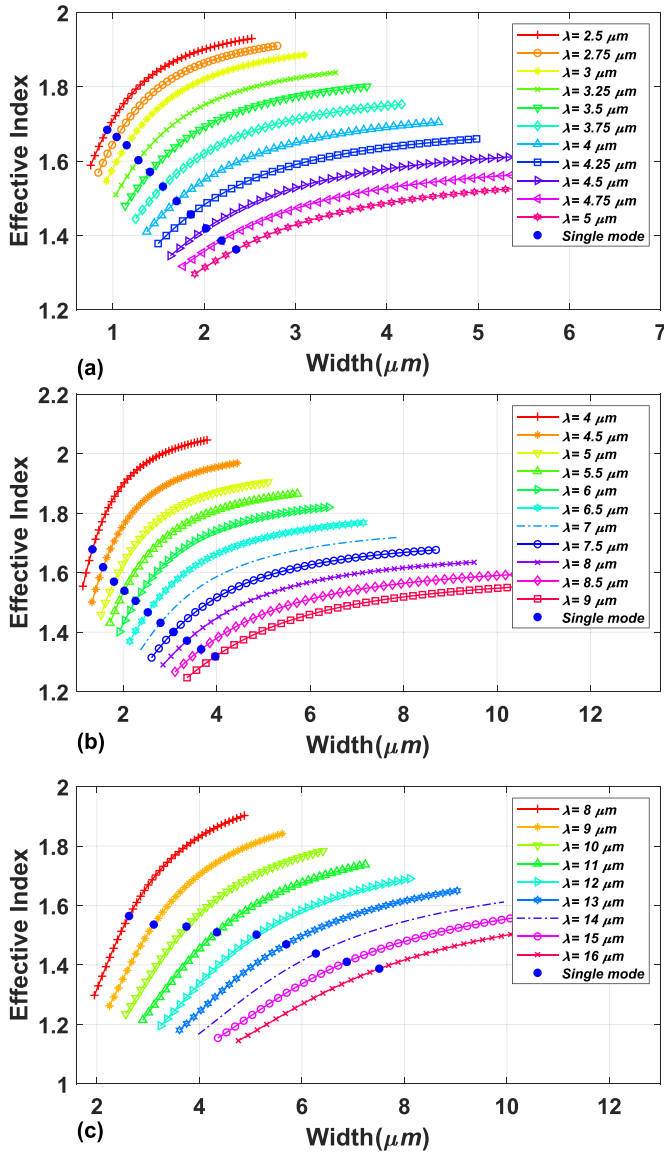 2
1.8
1.6
1.4
1.2
Effective Index
1 2 3 4 5 6 7
Width(μm)
(a)
λ= 2.5 μm
λ= 2.75 μm
λ= 3 μm
λ= 3.25 μm
λ= 3.5 μm
λ= 3.75 μm
λ= 4 μm
λ= 4.25 μm
λ= 4.5 μm
λ= 4.75 μm
λ= 5 μm
Single mode
2.2
2
1.8
1.6
1.4
1.2
Effective Index
2 4 6 8 10 12
Width(μm)
(b)
λ= 4 μm
λ= 4.5 μm
λ= 5 μm
λ= 5.5 μm
λ= 6 μm
λ= 6.5 μm
λ= 7 μm
λ= 7.5 μm
λ= 8 μm
λ= 8.5 μm
λ= 9 μm
Single mode
2
1.8
1.6
1.4
1.2
1
Effective Index
2 4 6 8 10 12
Width(μm)
(c)
λ= 8 μm
λ= 9 μm
λ= 10 μm
λ= 11 μm
λ= 12 μm
λ= 13 μm
λ= 14 μm
λ= 15 μm
λ= 16 μm
Single mode